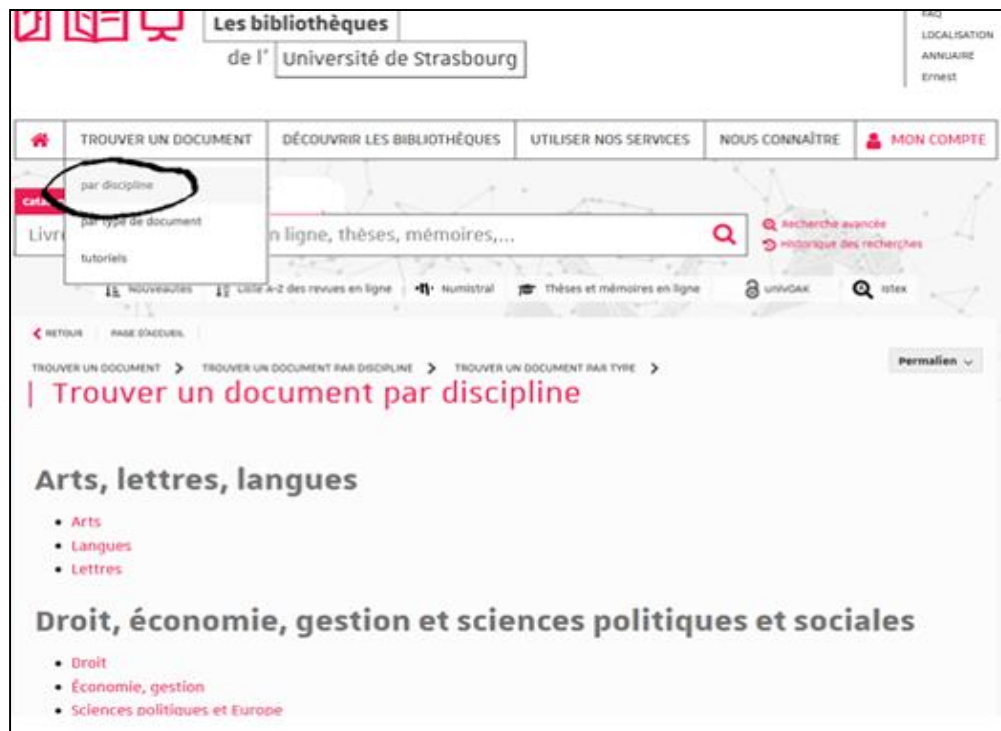 Les bibliothèques
de l' Université de Strasbourg
FAQ
LOCALISATION
ANNUAIRE
Ernest
TROUVER UN DOCUMENT DÉCOUVRIR LES BIBLIOTHÈQUES UTILISER NOS SERVICES NOUS CONNAÎTRE MON COMPTE
par discipline
par type de document
tutoriels
n ligne, thèses, mémoires,...
Recherche avancée
Historique des recherches
Nouveautés Liste A-Z des revues en ligne Numistral Thèses et mémoires en ligne univOAK Istex
RETOUR PAGE D'ACCUEIL
TROUVER UN DOCUMENT > TROUVER UN DOCUMENT PAR DISCIPLINE > TROUVER UN DOCUMENT PAR TYPE >
Permalien
| Trouver un document par discipline
Arts, lettres, langues
• Arts
• Langues
• Lettres
Droit, économie, gestion et sciences politiques et sociales
• Droit
• Économie, gestion
• Sciences politiques et Europe